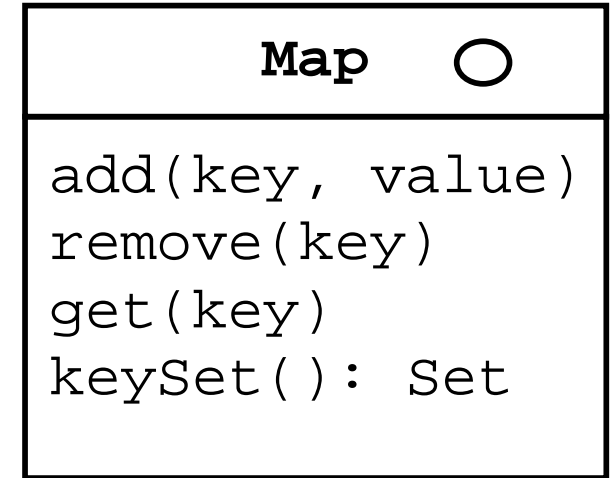 Map
add(key, value)
remove(key)
get(key)
keySet(): Set